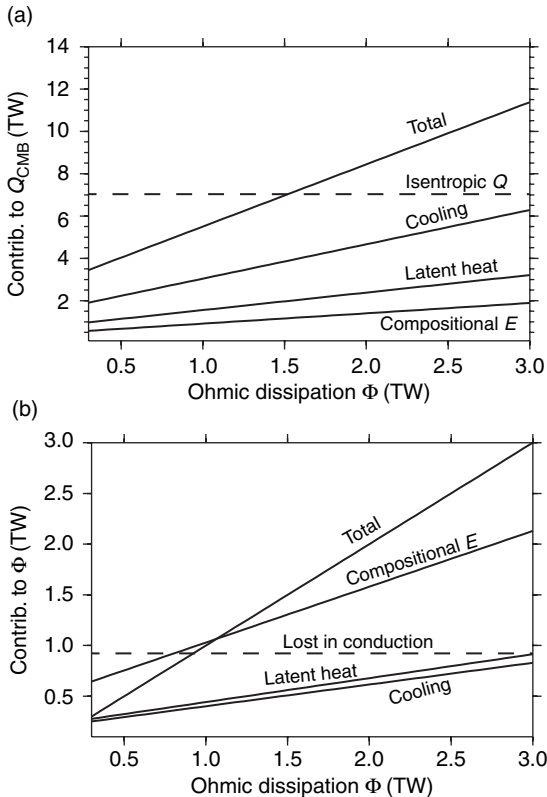 (a)
14
12
10
8
6
4
2
Contrib. to Q_CMB (TW)
Total
Isentropic Q
Cooling
Latent heat
Compositional E
0.5 1.0 1.5 2.0 2.5 3.0
Ohmic dissipation Φ (TW)
(b)
3.0
2.5
2.0
1.5
1.0
0.5
Contrib. to Φ (TW)
Total
Compositional E
Lost in conduction
Latent heat
Cooling
0.5 1.0 1.5 2.0 2.5 3.0
Ohmic dissipation Φ (TW)